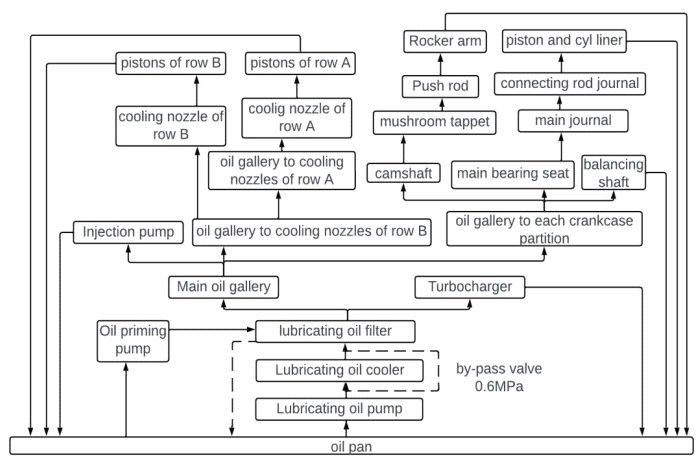 Rocker arm
piston and cyl liner
pistons of row B
pistons of row A
Push rod
connecting rod journal
cooling nozzle of
row B
coolig nozzle of
row A
mushroom tappet
main journal
oil gallery to cooling
nozzles of row A
camshaft
main bearing seat
balancing
shaft
Injection pump
oil gallery to cooling nozzles of row B
oil gallery to each crankcase
partition
Main oil gallery
Turbocharger
Oil priming
pump
lubricating oil filter
Lubricating oil cooler
by-pass valve
0.6MPa
Lubricating oil pump
oil pan